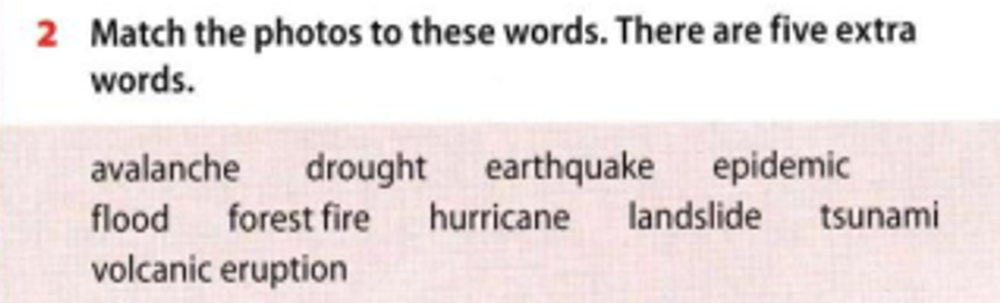 2 Match the photos to these words. There are five extra
words.
avalanche drought earthquake epidemic
flood forest fire hurricane landslide tsunami
volcanic eruption